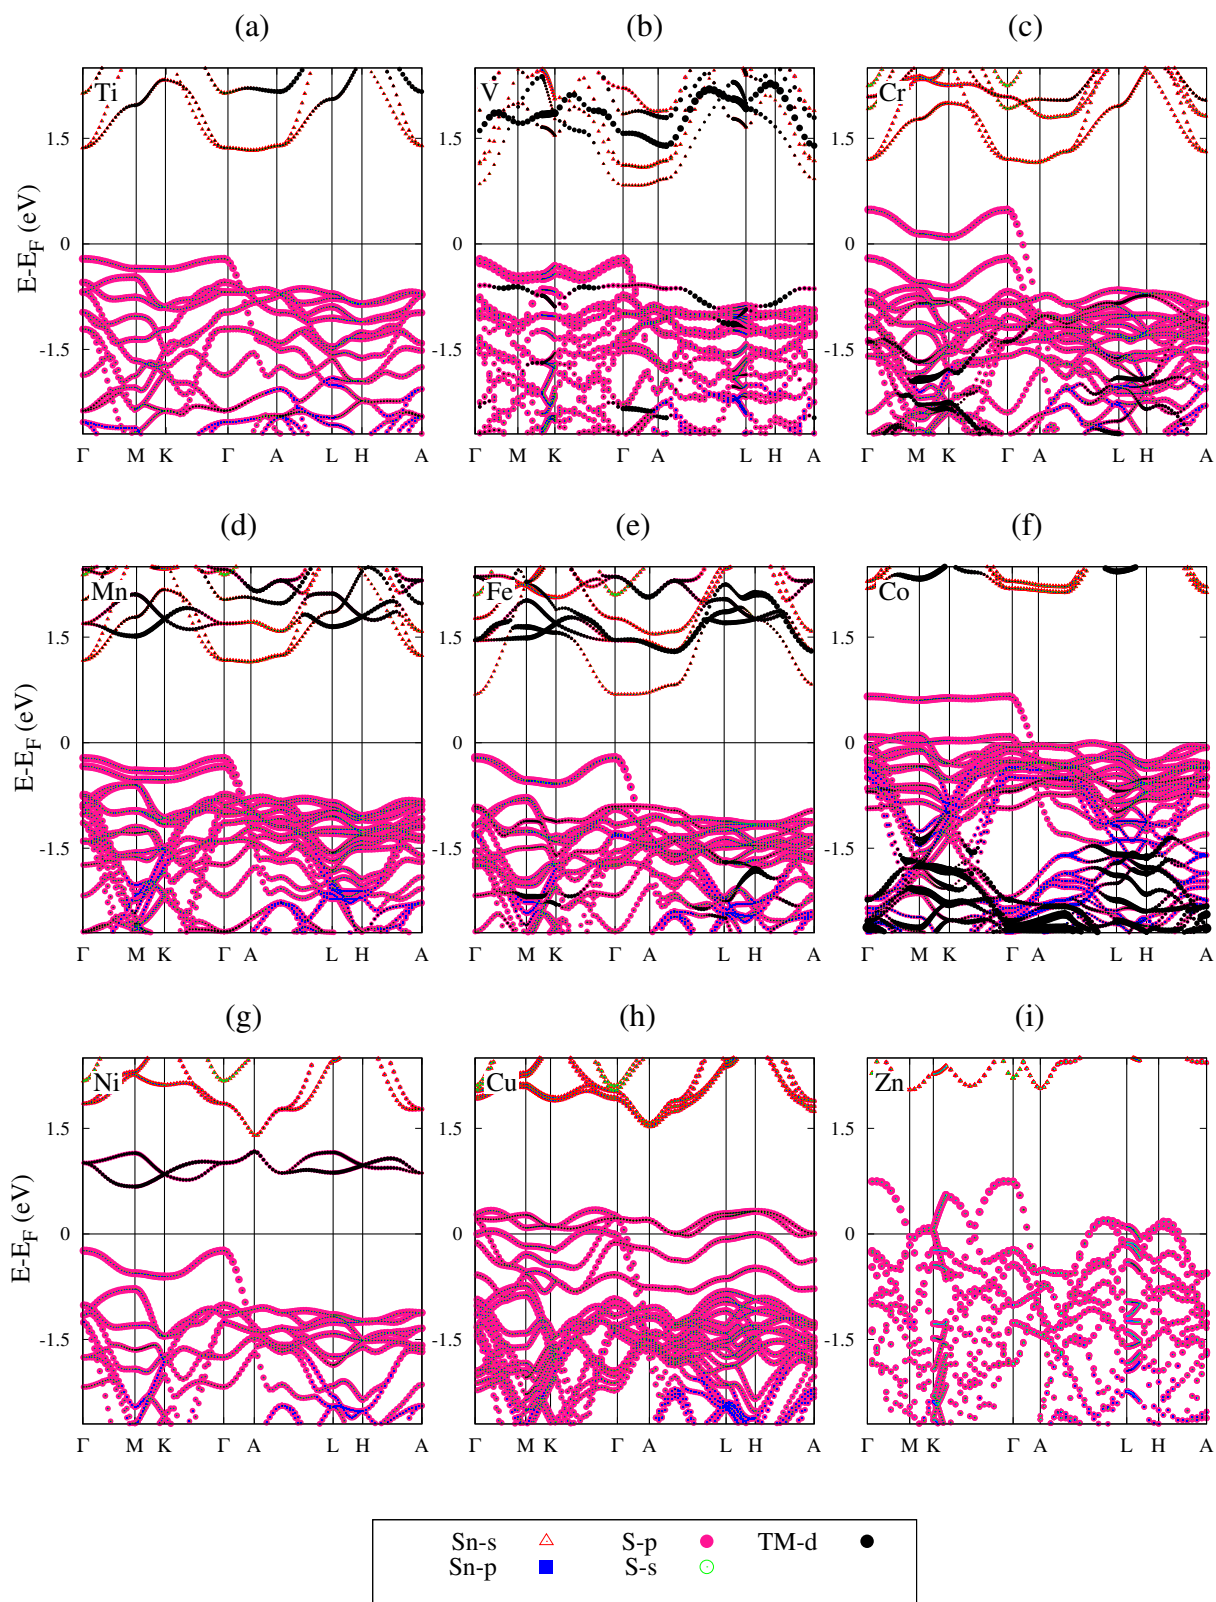 (a) (b) (c)
Ti V Cr
1.5 1.5 1.5
0 0 0
-1.5 -1.5 -1.5
E-E_F (eV)
Γ M K Γ A L H A Γ M K Γ A L H A Γ M K Γ A L H A
(d) (e) (f)
Mn Fe Co
1.5 1.5 1.5
0 0 0
-1.5 -1.5 -1.5
E-E_F (eV)
Γ M K Γ A L H A Γ M K Γ A L H A Γ M K Γ A L H A
(g) (h) (i)
Ni Cu Zn
1.5 1.5 1.5
0 0 0
-1.5 -1.5 -1.5
E-E_F (eV)
Γ M K Γ A L H A Γ M K Γ A L H A Γ M K Γ A L H A
Sn-s S-p TM-d
Sn-p S-s